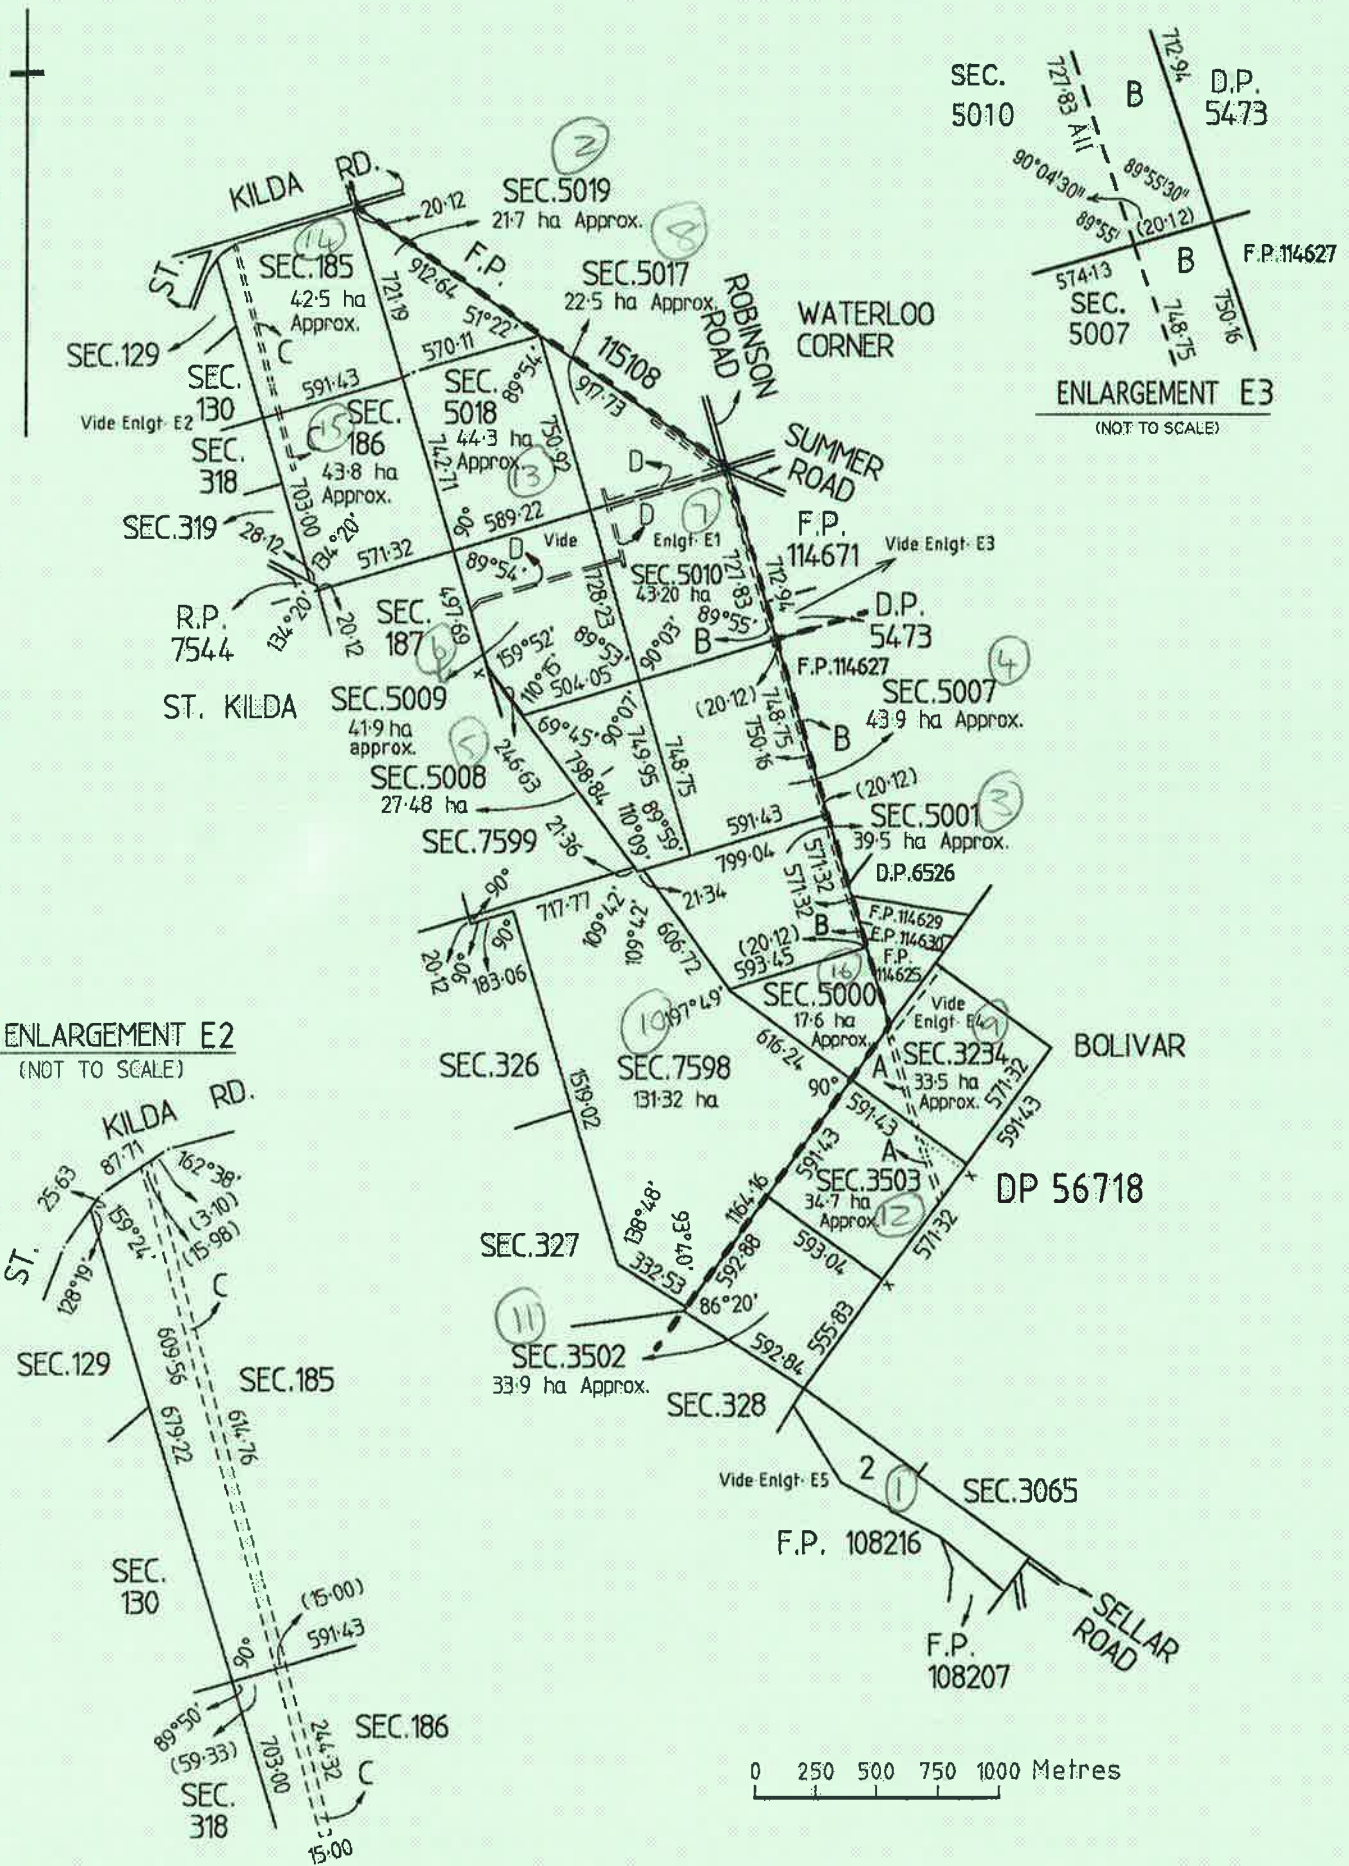 SEC.
5010
727·83 All
B
712·94
D.P.
5473
90°04'30"
89°55'30"
89°55'
(20·12)
574·13
B
F.P.114627
SEC.
5007
748·75
750·16
ENLARGEMENT E3
(NOT TO SCALE)
KILDA RD.
ST.
2
SEC.5019
21·7 ha Approx.
20·12
F.P.
115108
8
SEC.5017
22·5 ha Approx.
ROBINSON
ROAD
WATERLOO
CORNER
14
SEC.185
42·5 ha
Approx.
912·64
721·19
51°22'
570·11
917·73
SEC.129
C
SEC.
130
591·43
Vide Enlgt· E2
15
SEC.
186
43·8 ha
Approx.
C
SEC.
5018
44·3 ha
Approx.
13
89°54'
750·92
742·71
SUMMER
ROAD
D
SEC.
318
SEC.319
703·00
28·12
134°20'
571·32
90°
589·22
D
7
Vide
Enlgt· E1
D
89°54'
F.P.
114671
Vide Enlgt· E3
SEC.5010
43·20 ha
727·83
712·94
728·23
R.P.
7544
134°20'
20·12
SEC.
187
497·69
89°55'
B
D.P.
5473
F.P.114627
ST. KILDA
6
SEC.5009
41·9 ha
approx.
159°52'
110°15'
504·05
89°53'
90°03'
4
SEC.5007
43·9 ha Approx.
(20·12)
748·75
750·16
B
69°45'
90°07'
749·95
748·75
5
SEC.5008
27·48 ha
246·63
798·84
(20·12)
3
SEC.5001
39·5 ha Approx.
SEC.7599
21·36
110°09'
89°59'
591·43
799·04
571·32
571·32
D.P.6526
90°
717·77
21·34
F.P.114629
F.P.114630
F.P.
114625
B
20·12
90°
183·06
90°
109°42'
109°42'
606·72
(20·12)
593·45
16
SEC.5000
17·6 ha
Approx.
197°49'
Vide
Enlgt· E4
9
SEC.3234
33·5 ha
Approx.
BOLIVAR
571·32
591·43
ENLARGEMENT E2
(NOT TO SCALE)
SEC.326
1519·02
10
SEC.7598
131·32 ha
616·24
90°
A
591·43
591·43
A
SEC.3503
34·7 ha
Approx.
12
DP 56718
571·32
KILDA RD.
87·71
25·63
ST.
162°38'
(3·10)
(15·98)
159°24'
128°19'
C
SEC.327
138°48'
332·53
93°40'
1164·16
592·88
593·04
86°20'
11
SEC.3502
33·9 ha Approx.
555·83
592·84
SEC.129
609·56
SEC.185
679·22
614·76
SEC.328
Vide Enlgt· E5
2
1
SEC.3065
F.P. 108216
SEC.
130
(15·00)
591·43
90°
SELLAR
ROAD
F.P.
108207
89°50'
(59·33)
SEC.186
703·00
244·32
C
SEC.
318
15·00
0 250 500 750 1000 Metres